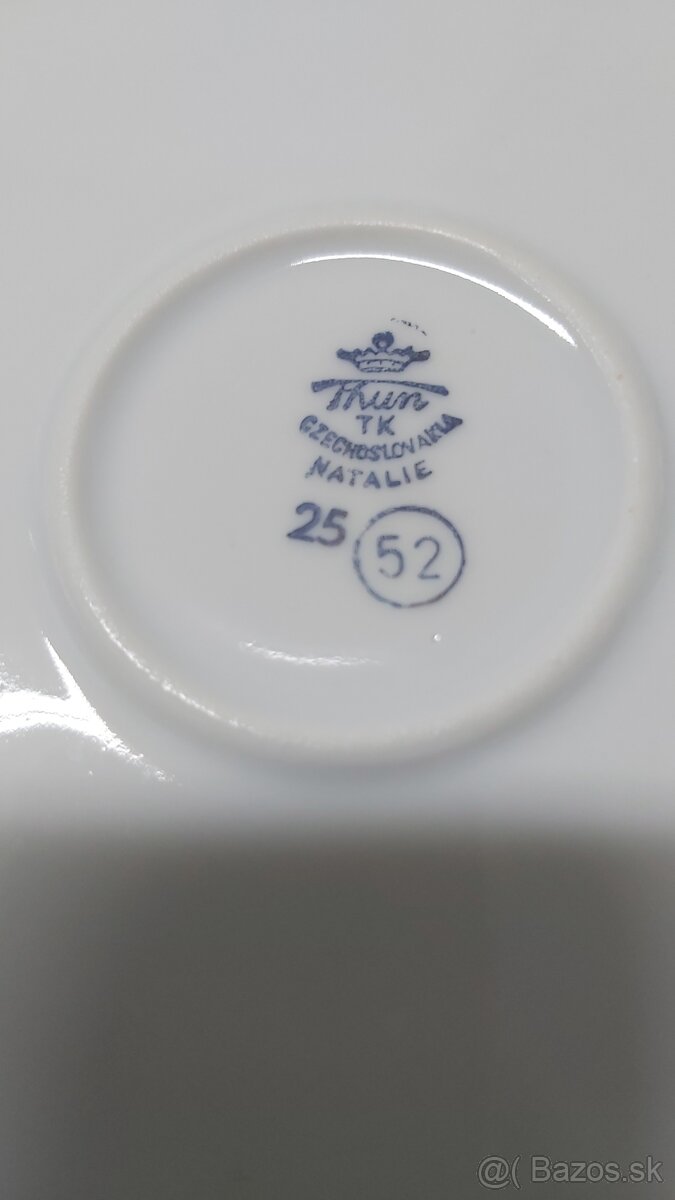 Thun
TK
CZECHOSLOVAKIA
NATALIE
25 52
@( Bazos.sk